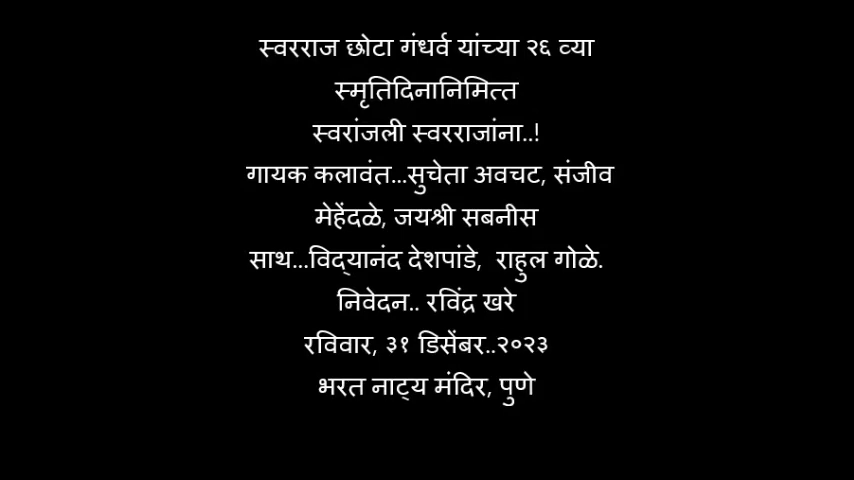 स्वरराज छोटा गंधर्व यांच्या २६ व्या
स्मृतिदिनानिमित्त
स्वरांजली स्वरराजांना..!
गायक कलावंत...सुचेता अवचट, संजीव
मेहेंदळे, जयश्री सबनीस
साथ...विद्‌यानंद देशपांडे,  राहुल गोळे.
निवेदन.. रविंद्र खरे
रविवार, ३१ डिसेंबर..२०२३
भरत नाट्य मंदिर, पुणे